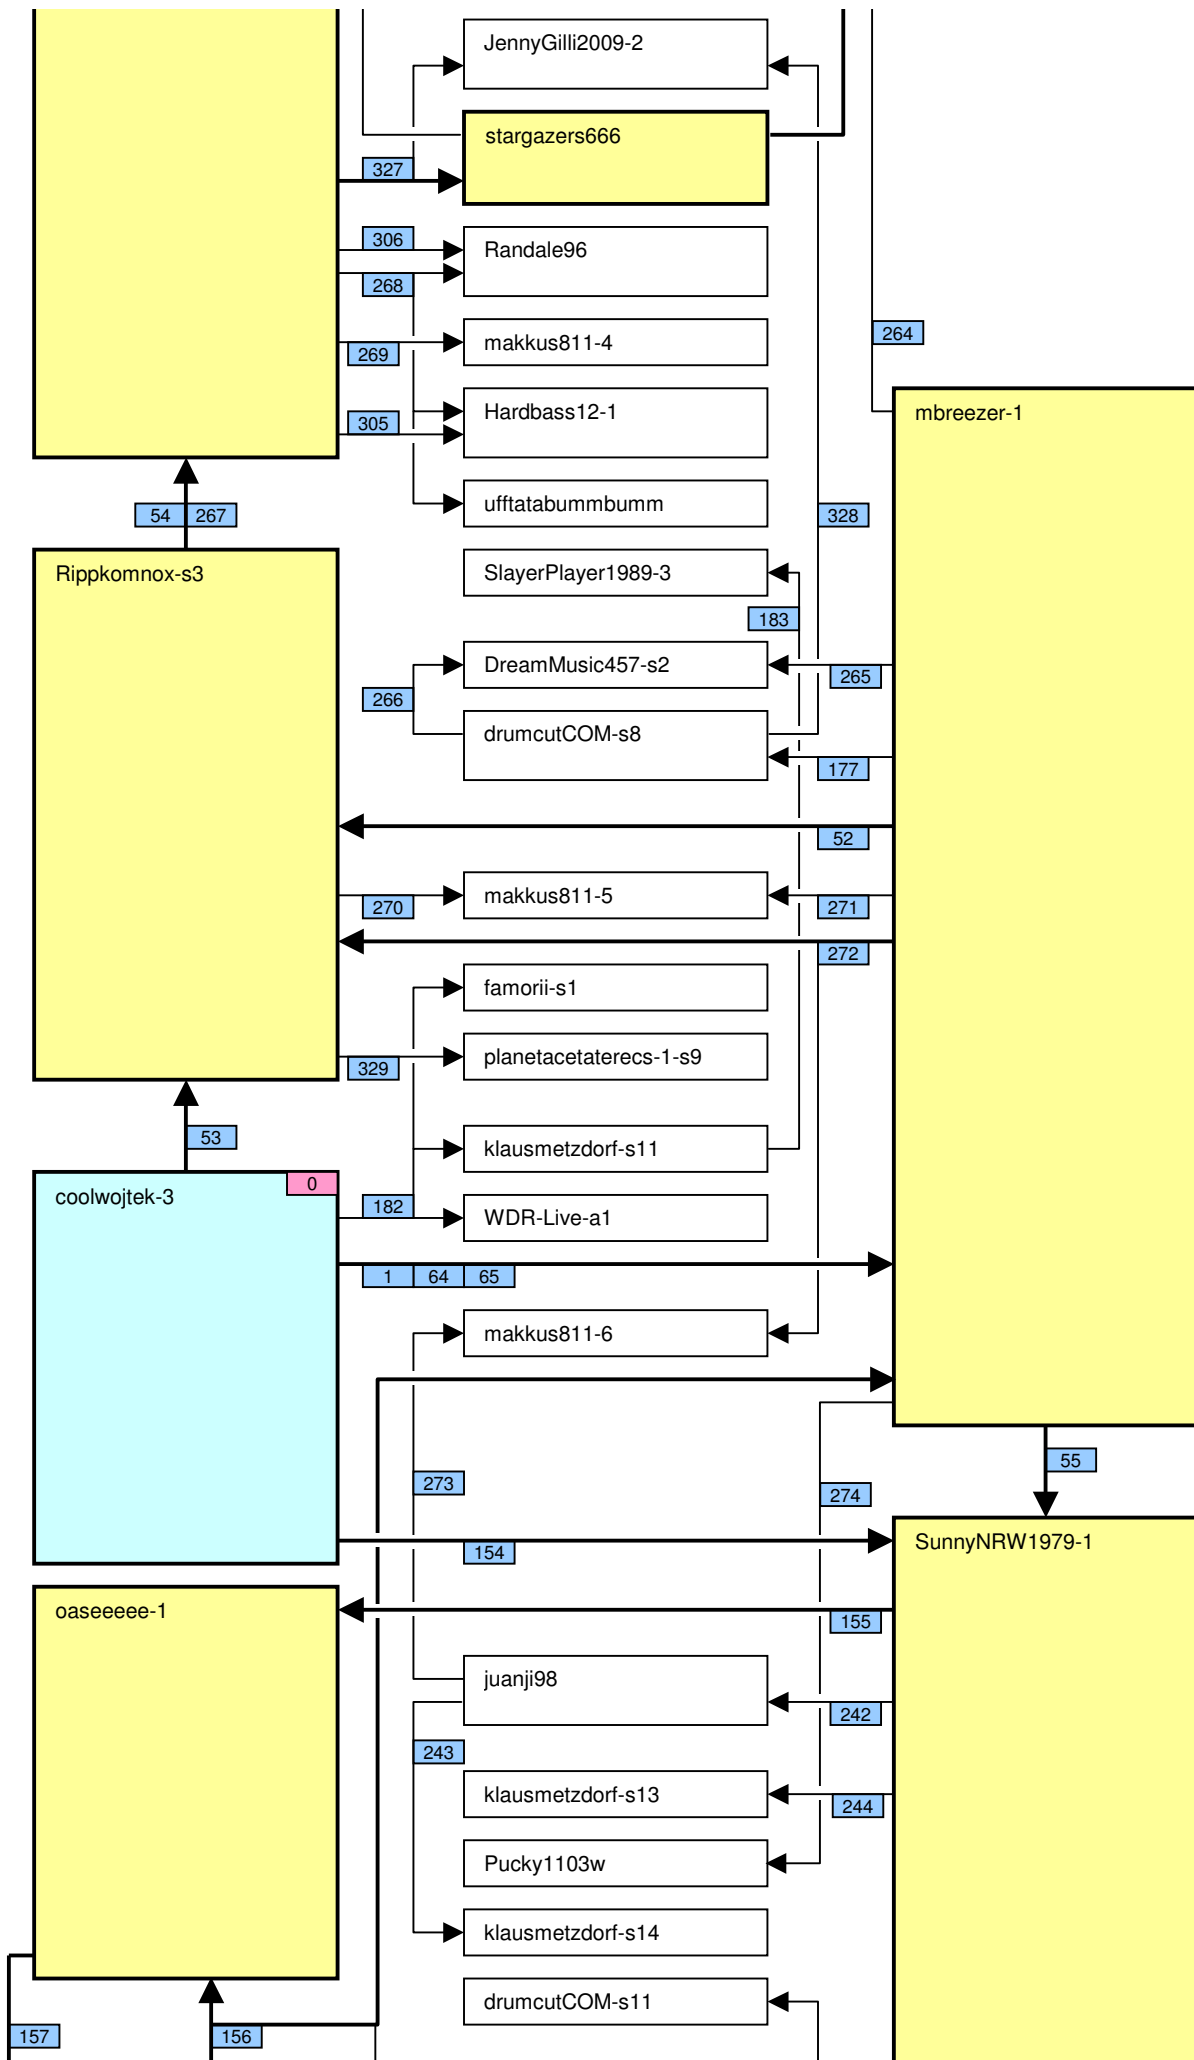 JennyGilli2009-2
stargazers666
327
306
Randale96
268
264
makkus811-4
269
Hardbass12-1
mbreezer-1
305
ufftatabummbumm
54 267
328
Rippkomnox-s3
SlayerPlayer1989-3
183
DreamMusic457-s2
265
266
drumcutCOM-s8
177
52
makkus811-5
270
271
272
famorii-s1
planetacetaterecs-1-s9
329
53
klausmetzdorf-s11
0
coolwojtek-3
182
WDR-Live-a1
1 64 65
makkus811-6
55
273
274
SunnyNRW1979-1
154
oaseeeee-1
155
juanji98
242
243
klausmetzdorf-s13
244
Pucky1103w
klausmetzdorf-s14
drumcutCOM-s11
157
156